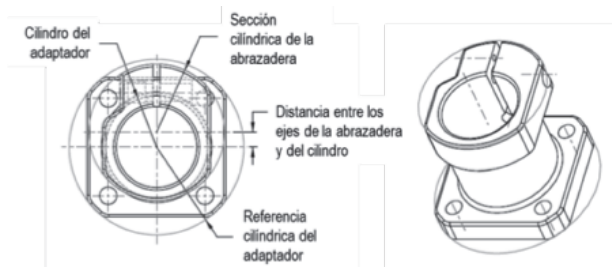 Cilindro del
adaptador
Sección
cilíndrica de la
abrazadera
Distancia entre los
ejes de la abrazadera
y del cilindro
Referencia
cilíndrica del
adaptador